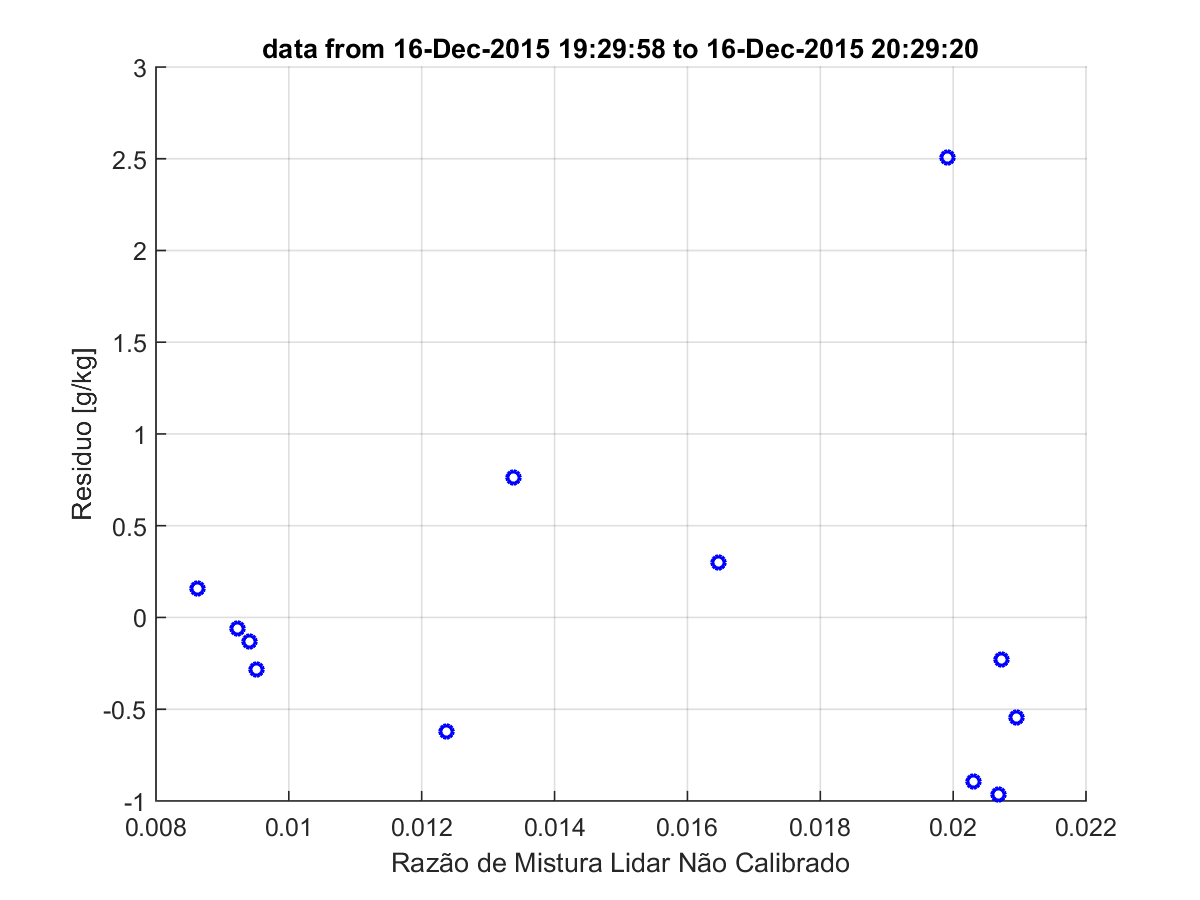 data from 16-Dec-2015 19:29:58 to 16-Dec-2015 20:29:20
3
2.5
2
1.5
1
0.5
0
-0.5
-1
Residuo [g/kg]
0.008 0.01 0.012 0.014 0.016 0.018 0.02 0.022
Razão de Mistura Lidar Não Calibrado